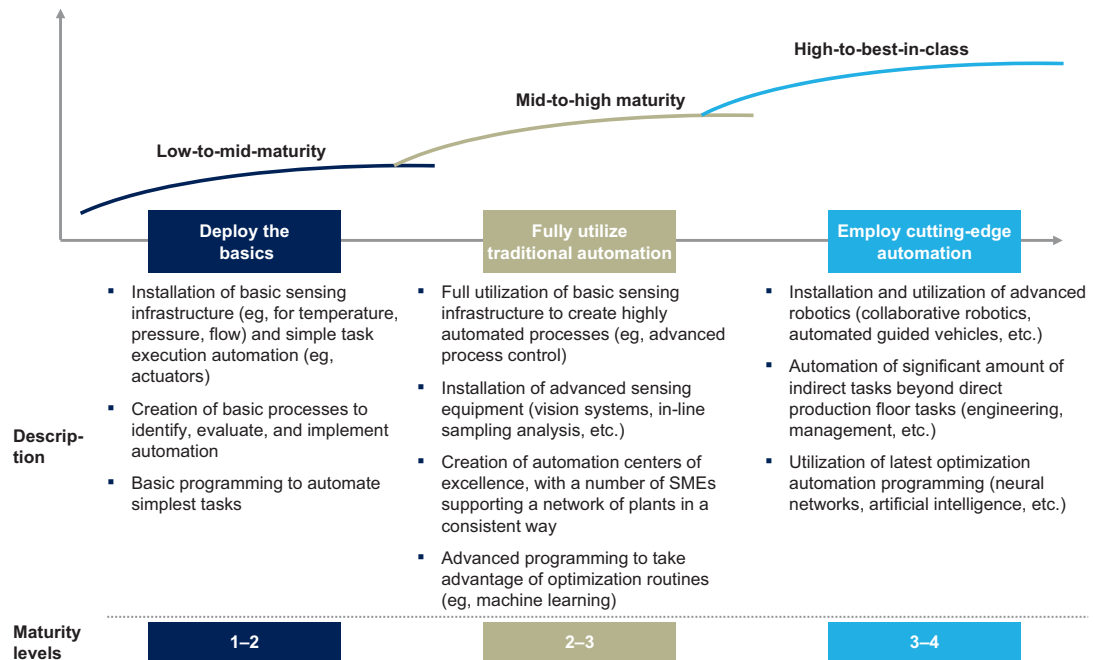 High-to-best-in-class
Mid-to-high maturity
Low-to-mid-maturity
Deploy the
basics
Fully utilize
traditional automation
Employ cutting-edge
automation
Descrip-
tion
▪ Installation of basic sensing
infrastructure (eg, for temperature,
pressure, flow) and simple task
execution automation (eg,
actuators)
▪ Creation of basic processes to
identify, evaluate, and implement
automation
▪ Basic programming to automate
simplest tasks
▪ Full utilization of basic sensing
infrastructure to create highly
automated processes (eg, advanced
process control)
▪ Installation of advanced sensing
equipment (vision systems, in-line
sampling analysis, etc.)
▪ Creation of automation centers of
excellence, with a number of SMEs
supporting a network of plants in a
consistent way
▪ Advanced programming to take
advantage of optimization routines
(eg, machine learning)
▪ Installation and utilization of advanced
robotics (collaborative robotics,
automated guided vehicles, etc.)
▪ Automation of significant amount of
indirect tasks beyond direct
production floor tasks (engineering,
management, etc.)
▪ Utilization of latest optimization
automation programming (neural
networks, artificial intelligence, etc.)
Maturity
levels
1–2
2–3
3–4